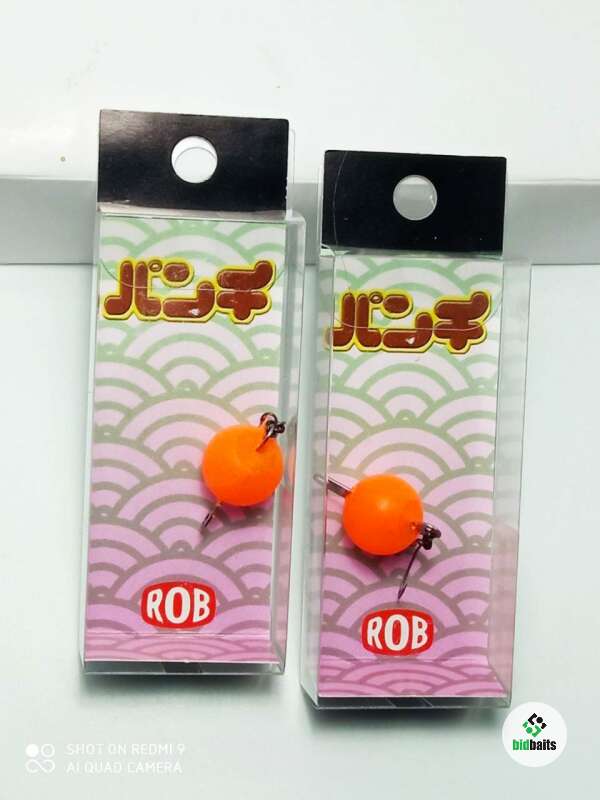 パンチ
パンチ
ROB
ROB
bidbaits
SHOT ON REDMI 9
AI QUAD CAMERA